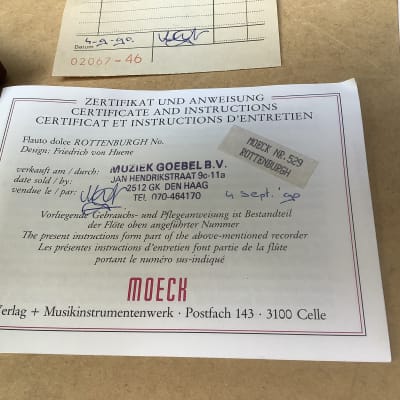 Datum 4-9-90
02067-46
ZERTIFIKAT UND ANWEISUNG
CERTIFICATE AND INSTRUCTIONS
CERTIFICAT ET INSTRUCTIONS D'ENTRETIEN
Flauto dolce ROTTENBURGH No.
Design: Friedrich von Huene
MOECK NR.529
ROTTENBURGH
verkauft am / durch:
date sold / by:
vendue le / par:
MUZIEK GOEBEL B.V.
JAN HENDRIKSTRAAT 9c-11a
2512 GK DEN HAAG
TEL. 070-464170
4 sept. '90
Vorliegende Gebrauchs- und Pflegeanweisung ist Bestandteil
der Flöte oben angeführter Nummer
The present instructions form part of the above-mentioned recorder
Les présentes instructions d'entretien font partie de la flûte
portant le numéro sus-indiqué
MOECK
Verlag + Musikinstrumentenwerk · Postfach 143 · 3100 Celle